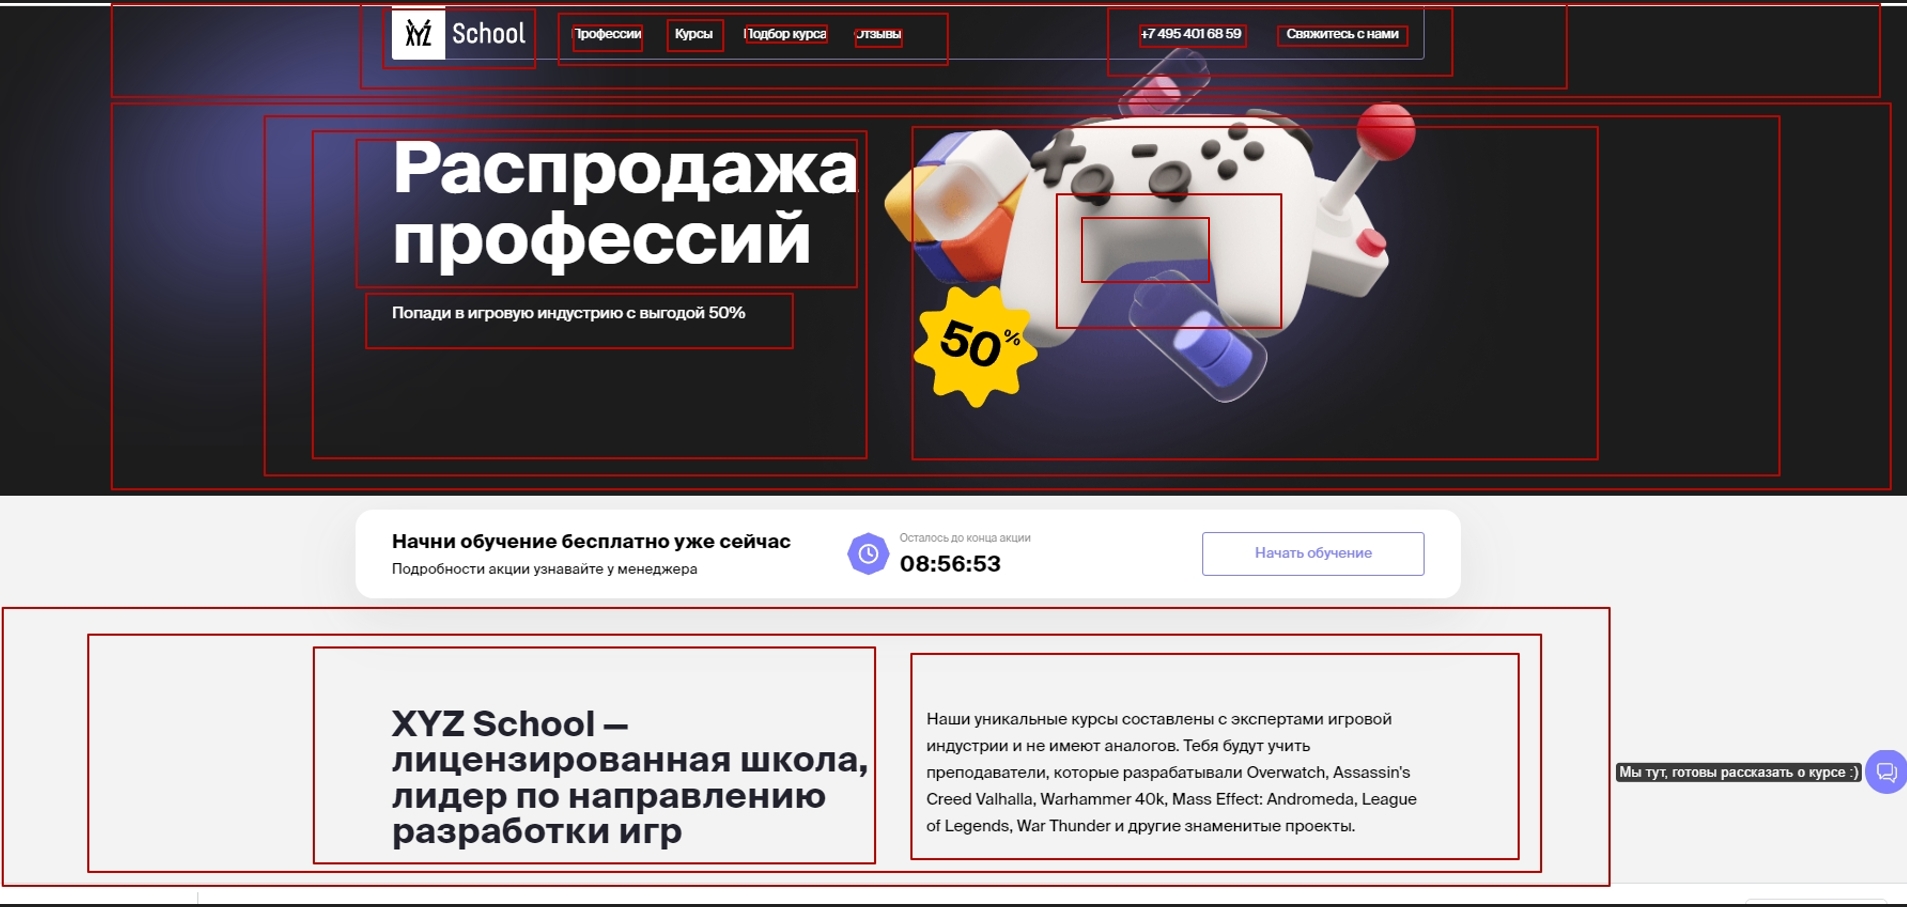 XYZ School
Профессии Курсы Подбор курса Отзывы +7 495 401 68 59 Свяжитесь с нами
Распродажа
профессий
Попади в игровую индустрию с выгодой 50%
50%
Начни обучение бесплатно уже сейчас
Подробности акции узнавайте у менеджера
Осталось до конца акции
08:56:53
Начать обучение
XYZ School —
лицензированная школа,
лидер по направлению
разработки игр
Наши уникальные курсы составлены с экспертами игровой
индустрии и не имеют аналогов. Тебя будут учить
преподаватели, которые разрабатывали Overwatch, Assassin's
Creed Valhalla, Warhammer 40k, Mass Effect: Andromeda, League
of Legends, War Thunder и другие знаменитые проекты.
Мы тут, готовы рассказать о курсе :)